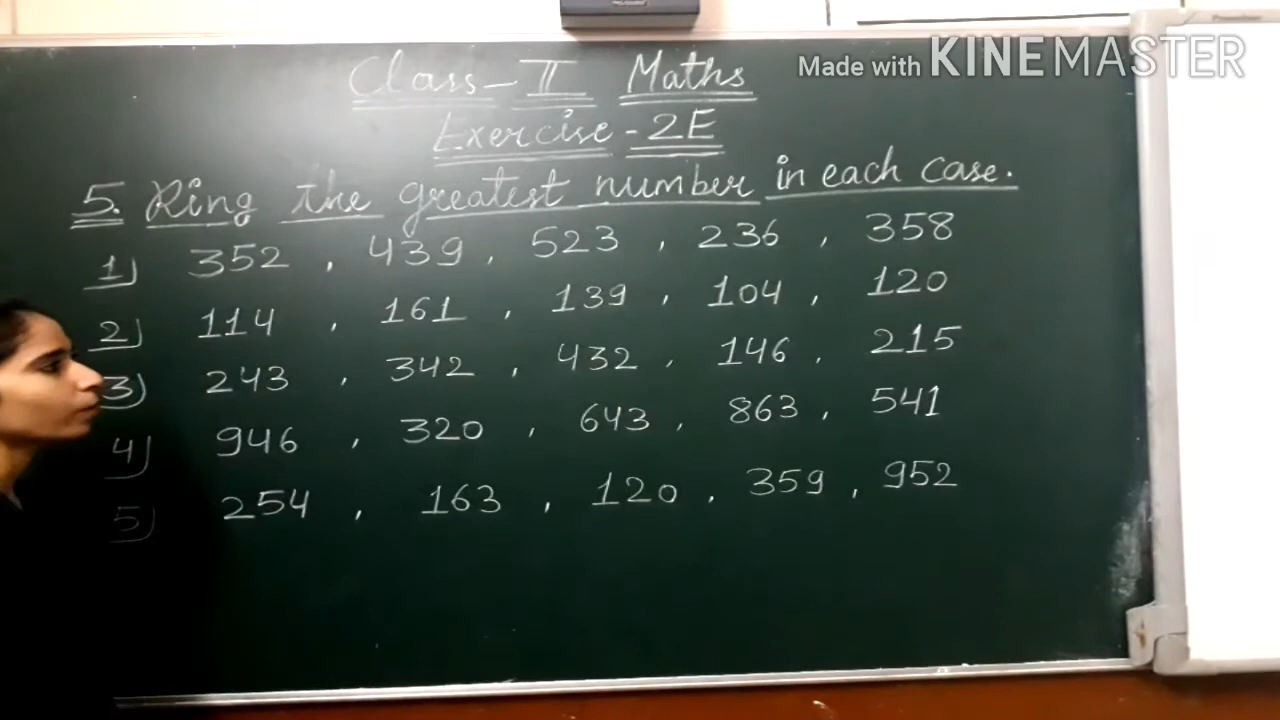 Made with KINEMASTER
Class-II Maths
Exercise-2E
5. Ring the greatest number in each case.
1) 352 , 439 , 523 , 236 , 358
2) 114 , 161 , 139 , 104 , 120
3) 243 , 342 , 432 , 146 , 215
4) 946 , 320 , 643 , 863 , 541
5) 254 , 163 , 120 , 359 , 952